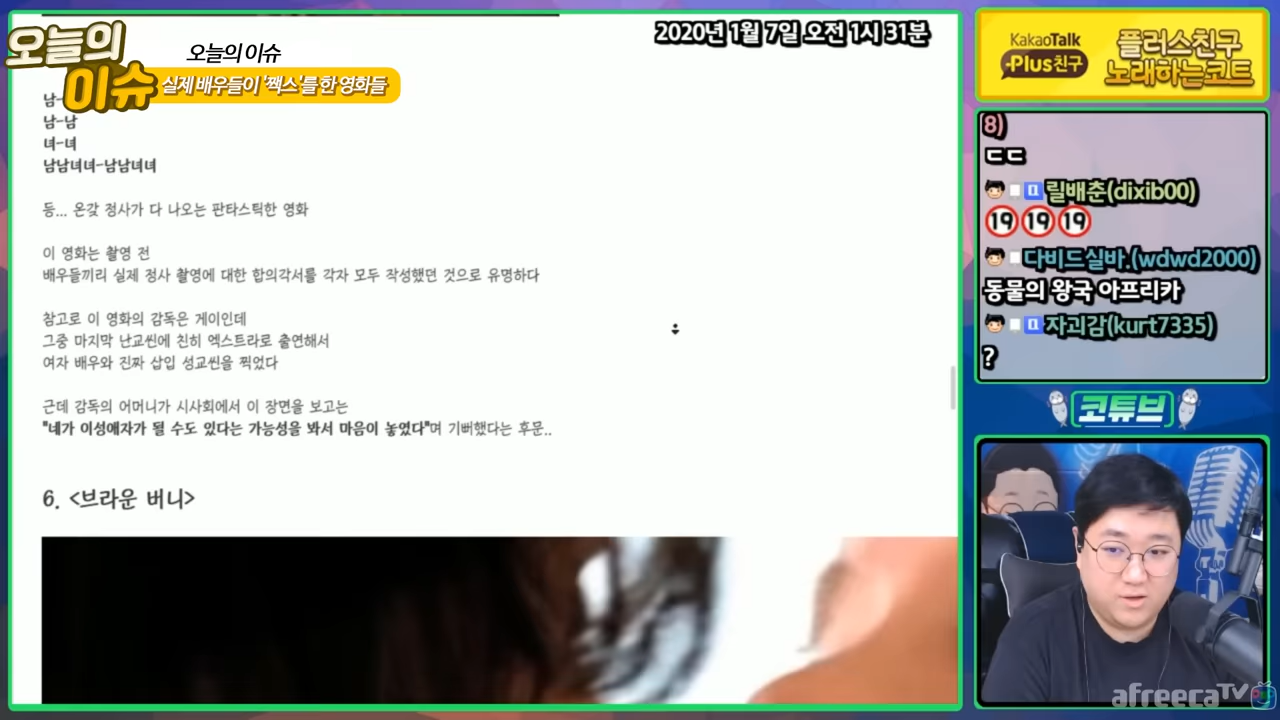 오늘의
이슈
오늘의 이슈
실제 배우들이 '쩩스'를 한 영화들
2020년 1월 7일 오전 1시 31분
남-남
녀-녀
남남녀녀-남남녀녀
등... 온갖 정사가 다 나오는 판타스틱한 영화
이 영화는 촬영 전
배우들끼리 실제 정사 촬영에 대한 합의각서를 각자 모두 작성했던 것으로 유명하다
참고로 이 영화의 감독은 게이인데
그중 마지막 난교씬에 친히 엑스트라로 출연해서
여자 배우와 진짜 삽입 성교씬을 찍었다
근데 감독의 어머니가 시사회에서 이 장면을 보고는
"네가 이성애자가 될 수도 있다는 가능성을 봐서 마음이 놓였다"며 기뻐했다는 후문..
6. <브라운 버니>
KakaoTalk
Plus친구
플러스친구
노래하는코트
8)
ㄷㄷ
릴배춘(dixib00)
19 19 19
다비드실바.(wdwd2000)
동물의 왕국 아프리카
자괴감(kurt7335)
?
코튜브
afreecaTV